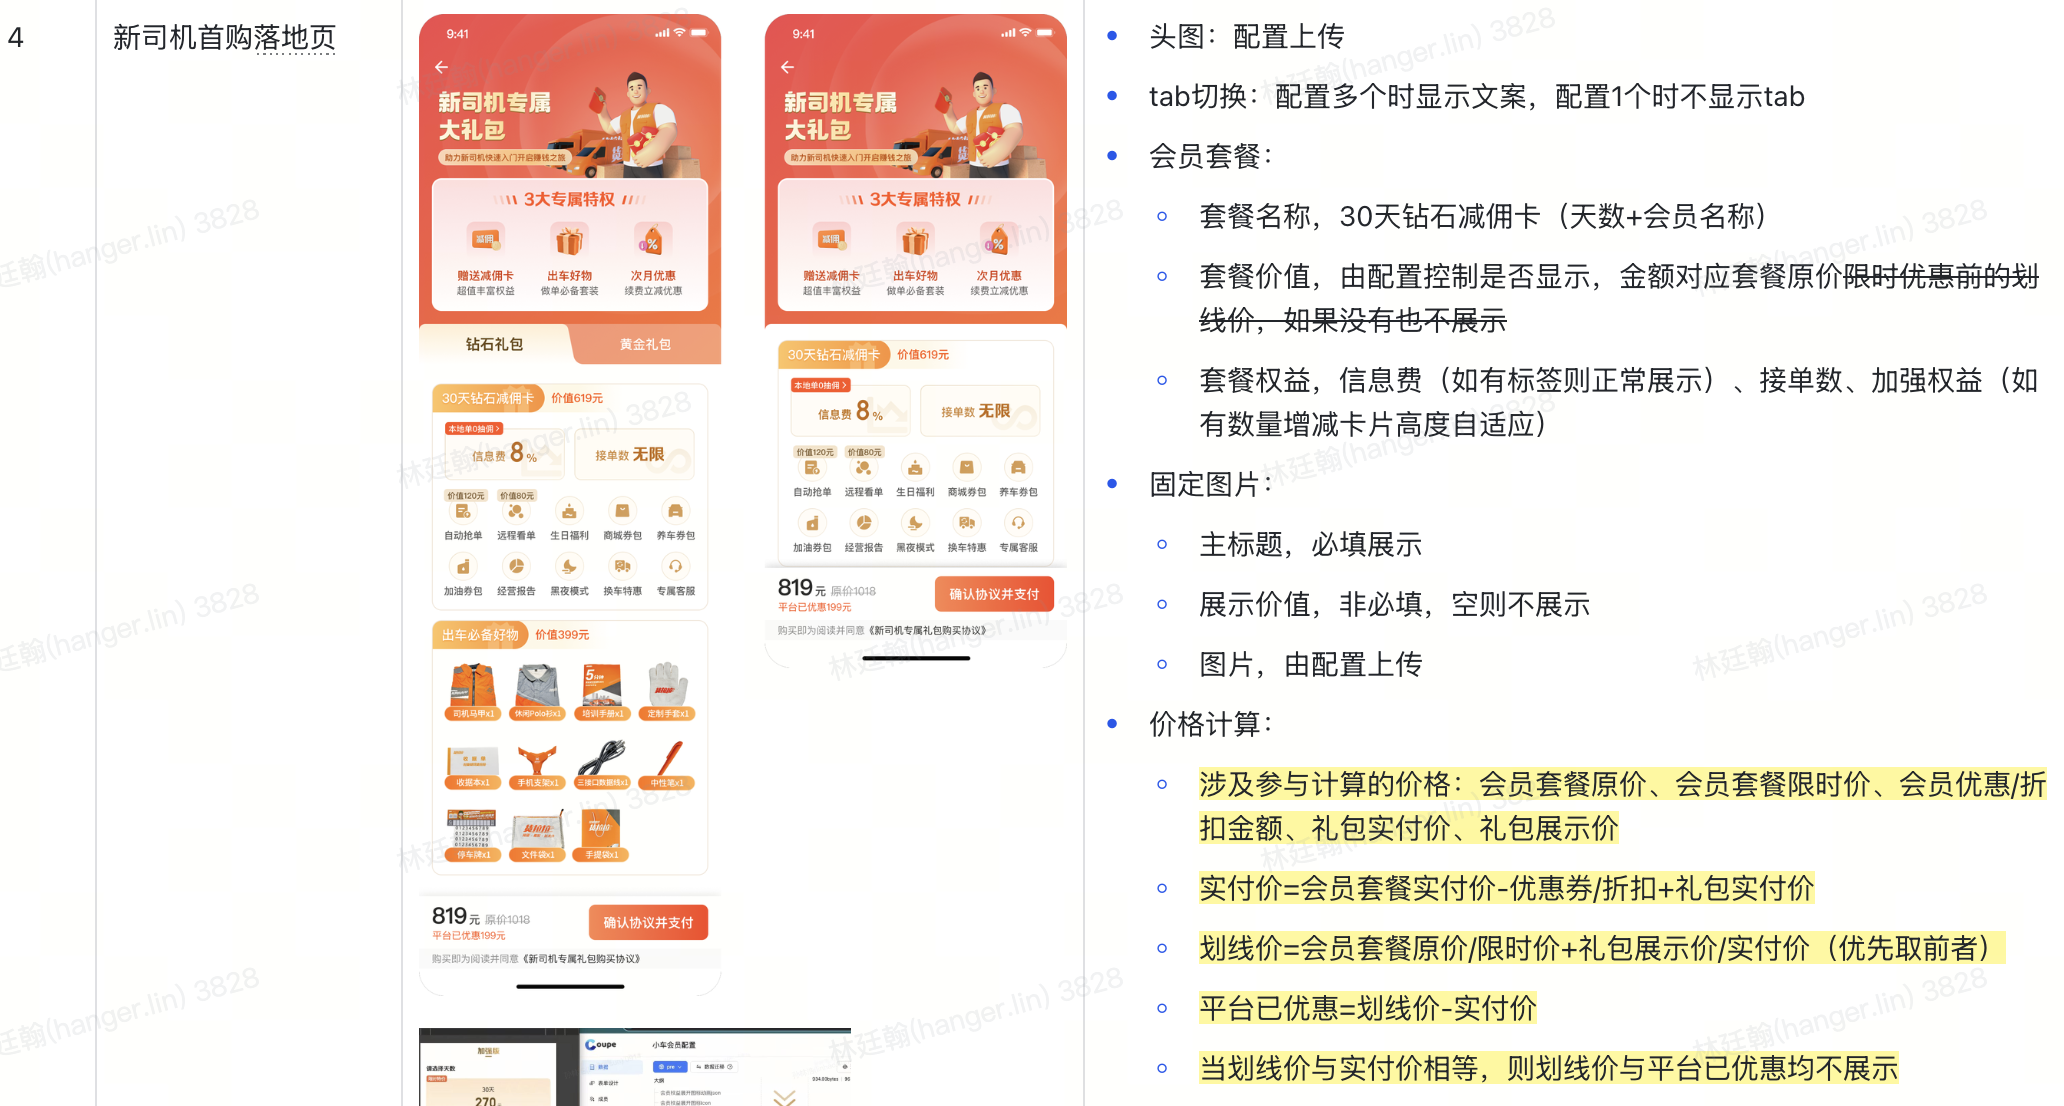 4
新司机首购落地页
9:41
新司机专属
大礼包
助力新司机快速入门开启赚钱之旅
3大专属特权
减佣
%
赠送减佣卡 出车好物 次月优惠
超值丰富权益 做单必备套装 续费立减优惠
钻石礼包 黄金礼包
30天钻石减佣卡 价值619元
本地单0抽佣 >
信息费 8 % 接单数 无限
价值120元 价值80元
自动抢单 远程看单 生日福利 商城券包 养车券包
加油券包 经营报告 黑夜模式 换车特惠 专属客服
出车必备好物 价值399元
司机马甲x1 休闲Polo衫x1 培训手册x1 定制手套x1
收据本x1 手机支架x1 三接口数据线x1 中性笔x1
停车牌x1 文件袋x1 手提袋x1
819元 原价1018
平台已优惠199元
确认协议并支付
购买即为阅读并同意《新司机专属礼包购买协议》
9:41
新司机专属
大礼包
助力新司机快速入门开启赚钱之旅
3大专属特权
减佣
%
赠送减佣卡 出车好物 次月优惠
超值丰富权益 做单必备套装 续费立减优惠
30天钻石减佣卡 价值619元
本地单0抽佣 >
信息费 8 % 接单数 无限
价值120元 价值80元
自动抢单 远程看单 生日福利 商城券包 养车券包
加油券包 经营报告 黑夜模式 换车特惠 专属客服
819元 原价1018
平台已优惠199元
确认协议并支付
购买即为阅读并同意《新司机专属礼包购买协议》
加强版
请选择天数
30天
270
Coupe
小车会员配置
数据
表单设计
成员
pre
数据迁移
大纲
头图：配置上传
tab切换：配置多个时显示文案，配置1个时不显示tab
会员套餐：
套餐名称，30天钻石减佣卡（天数+会员名称）
套餐价值，由配置控制是否显示，金额对应套餐原价限时优惠前的划
线价，如果没有也不展示
套餐权益，信息费（如有标签则正常展示）、接单数、加强权益（如
有数量增减卡片高度自适应）
固定图片：
主标题，必填展示
展示价值，非必填，空则不展示
图片，由配置上传
价格计算：
涉及参与计算的价格：会员套餐原价、会员套餐限时价、会员优惠/折
扣金额、礼包实付价、礼包展示价
实付价=会员套餐实付价-优惠券/折扣+礼包实付价
划线价=会员套餐原价/限时价+礼包展示价/实付价（优先取前者）
平台已优惠=划线价-实付价
当划线价与实付价相等，则划线价与平台已优惠均不展示
林廷翰(hanger.lin) 3828